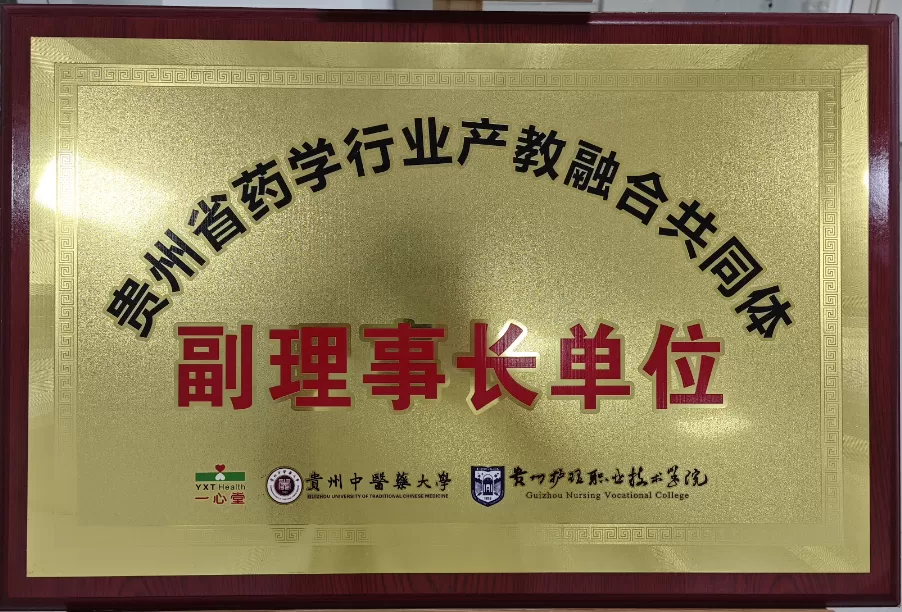 贵州省药学行业产教融合共同体
副理事长单位
YXT Health
一心堂
貴州中醫藥大學
GUIZHOU UNIVERSITY OF TRADITIONAL CHINESE MEDICINE
贵州护理职业技术学院
Guizhou Nursing Vocational College